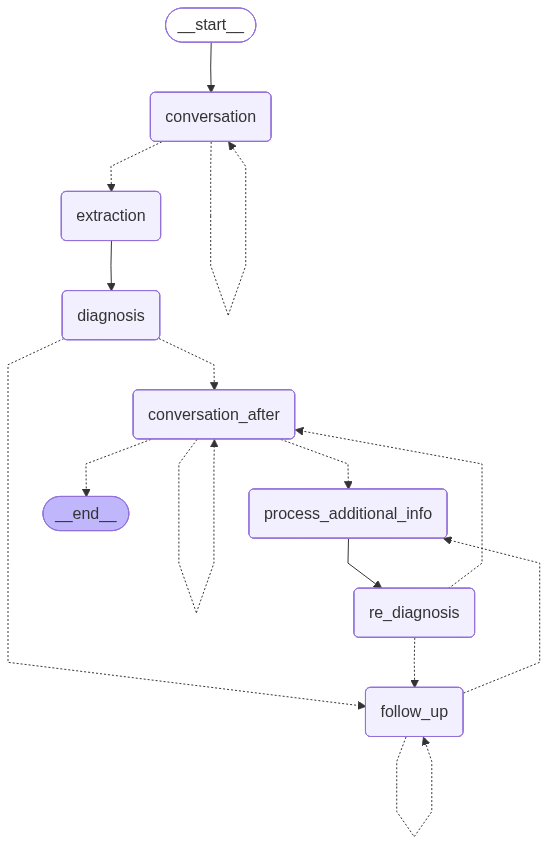 __start__
conversation
extraction
diagnosis
conversation_after
__end__
process_additional_info
re_diagnosis
follow_up